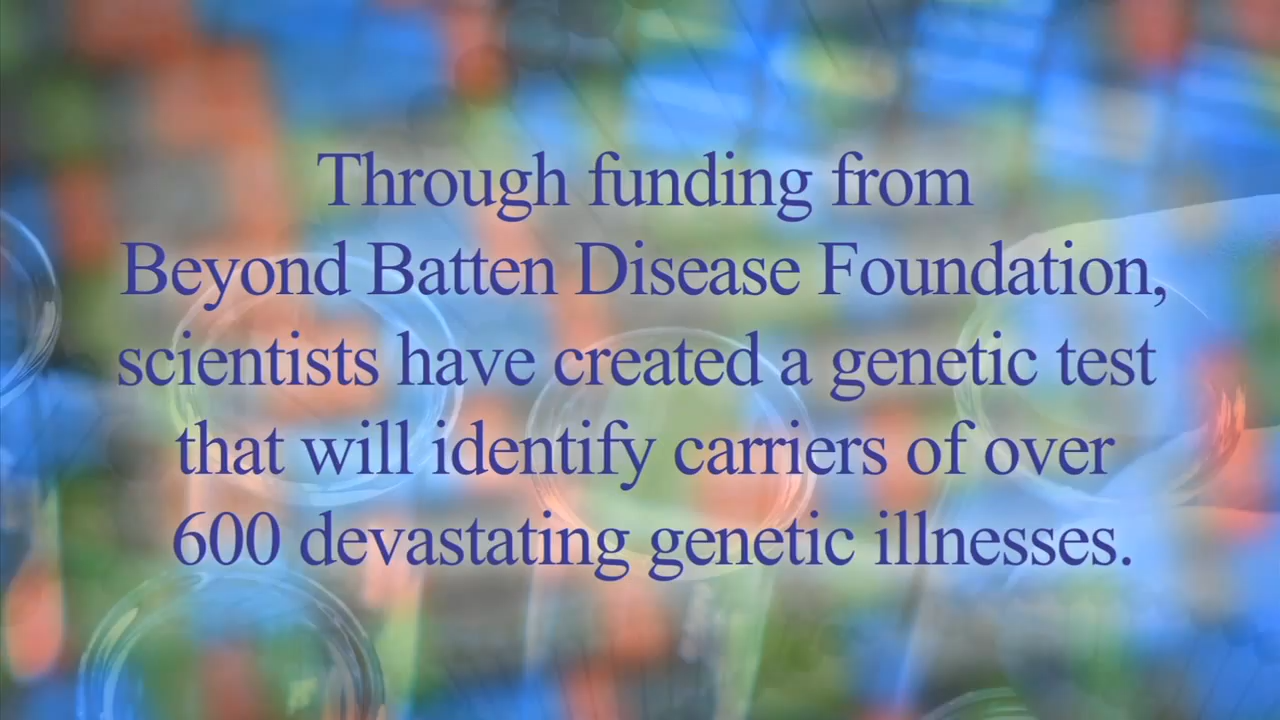 Through funding from
Beyond Batten Disease Foundation,
scientists have created a genetic test
that will identify carriers of over
600 devastating genetic illnesses.